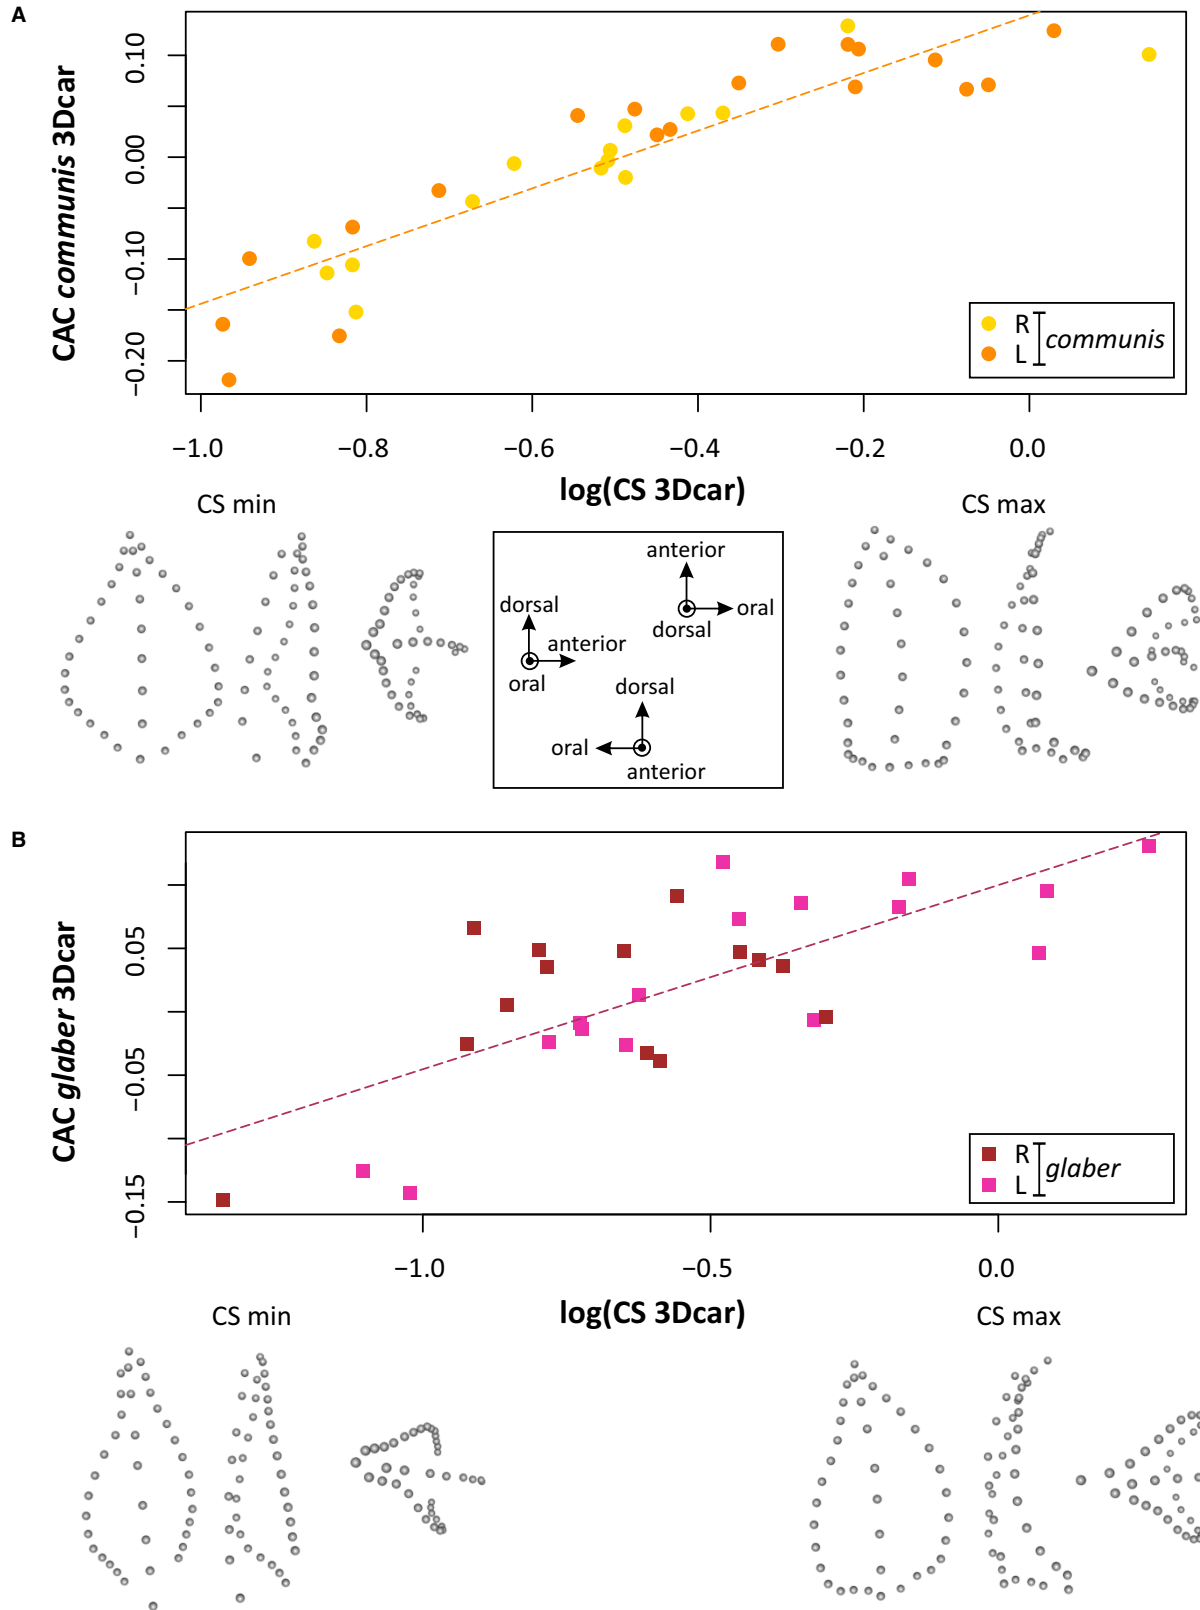 A
CAC communis 3Dcar
0.10
0.00
−0.10
−0.20
R
L
communis
−1.0 −0.8 −0.6 −0.4 −0.2 0.0
log(CS 3Dcar)
CS min
CS max
anterior
oral
dorsal
dorsal
anterior
oral
dorsal
oral
anterior
B
CAC glaber 3Dcar
0.05
−0.05
−0.15
R
L
glaber
−1.0 −0.5 0.0
log(CS 3Dcar)
CS min
CS max